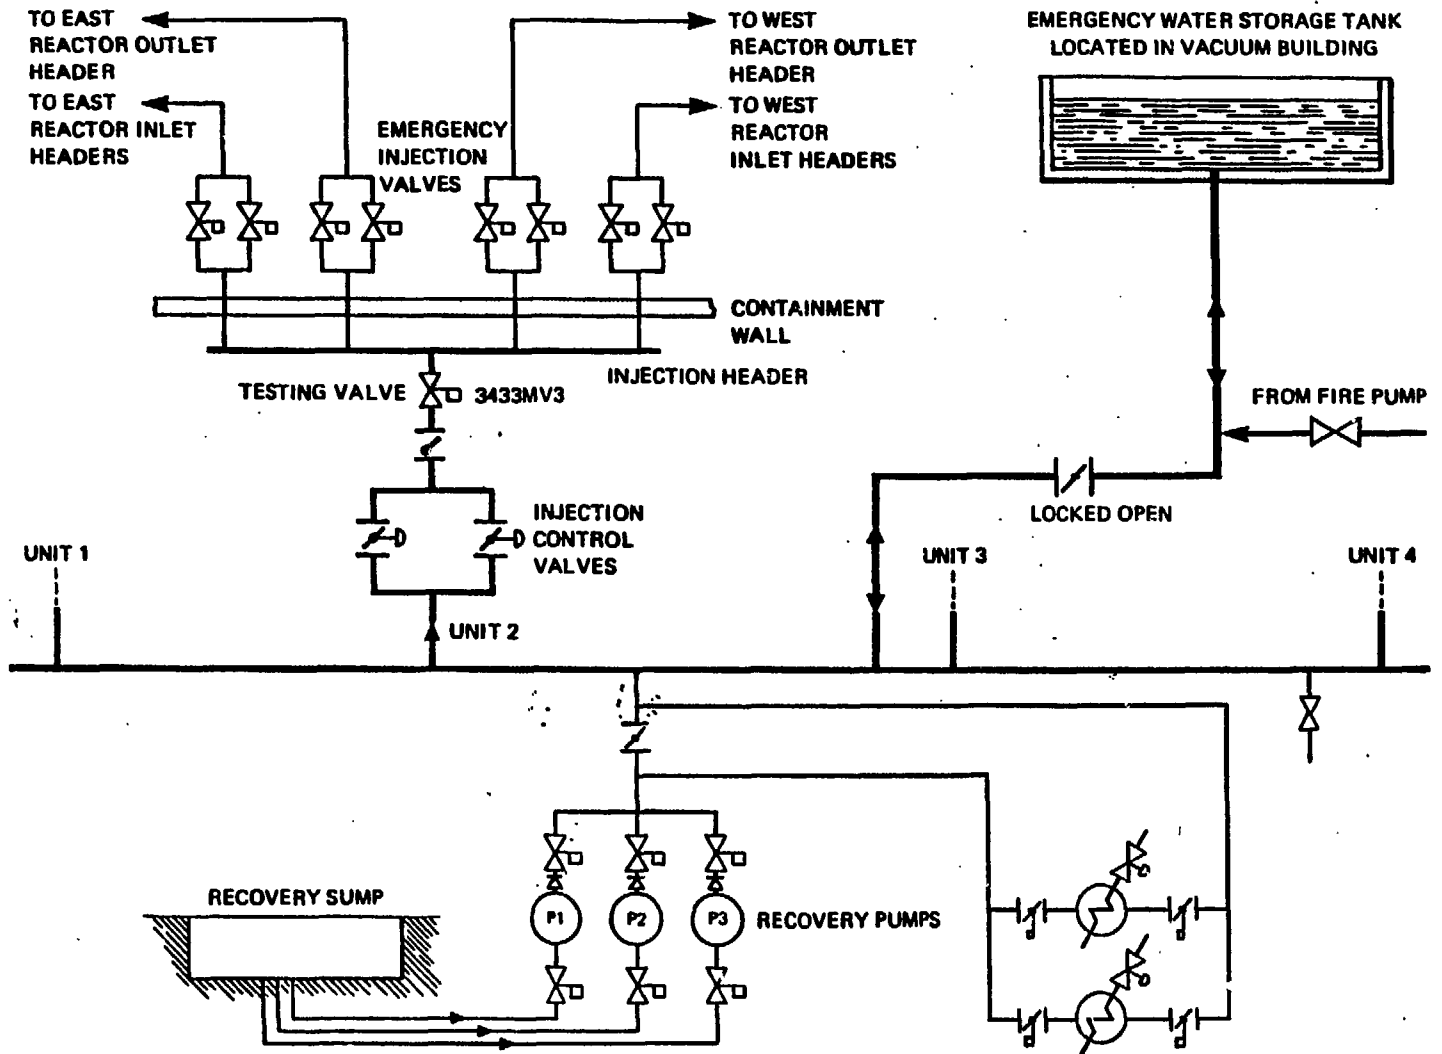 TO EAST
REACTOR OUTLET
HEADER
TO EAST
REACTOR INLET
HEADERS
EMERGENCY
INJECTION
VALVES
TO WEST
REACTOR OUTLET
HEADER
TO WEST
REACTOR
INLET HEADERS
EMERGENCY WATER STORAGE TANK
LOCATED IN VACUUM BUILDING
CONTAINMENT
WALL
INJECTION HEADER
TESTING VALVE
3433MV3
FROM FIRE PUMP
LOCKED OPEN
INJECTION
CONTROL
VALVES
UNIT 1
UNIT 2
UNIT 3
UNIT 4
RECOVERY SUMP
P1
P2
P3
RECOVERY PUMPS